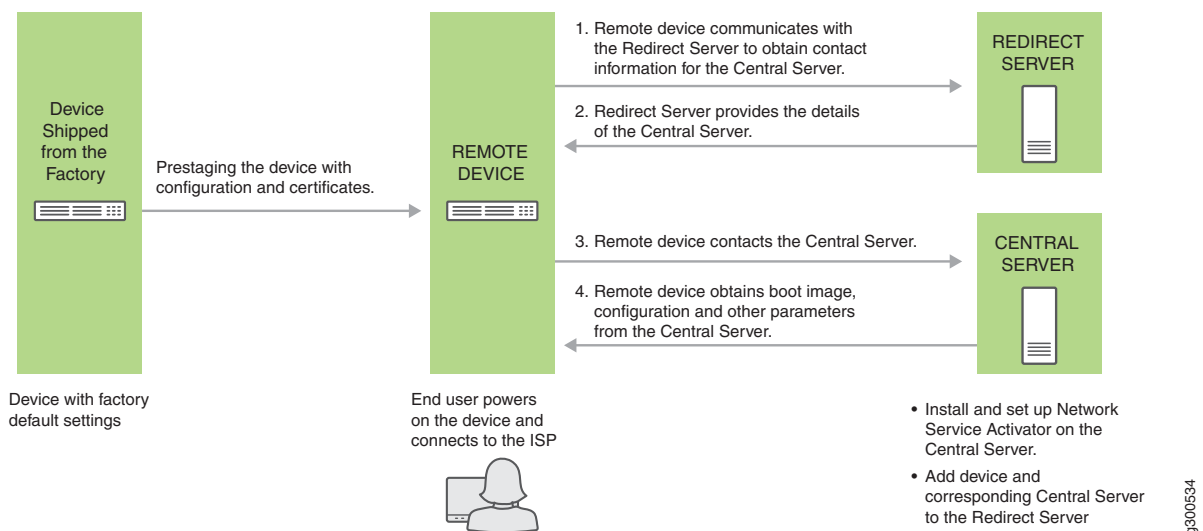 Device
Shipped
from the
Factory
Prestaging the device with
configuration and certificates.
Device with factory
default settings
REMOTE
DEVICE
End user powers
on the device and
connects to the ISP
1. Remote device communicates with
the Redirect Server to obtain contact
information for the Central Server.
2. Redirect Server provides the details
of the Central Server.
3. Remote device contacts the Central Server.
4. Remote device obtains boot image,
configuration and other parameters
from the Central Server.
REDIRECT
SERVER
CENTRAL
SERVER
• Install and set up Network
Service Activator on the
Central Server.
• Add device and
corresponding Central Server
to the Redirect Server
g300534